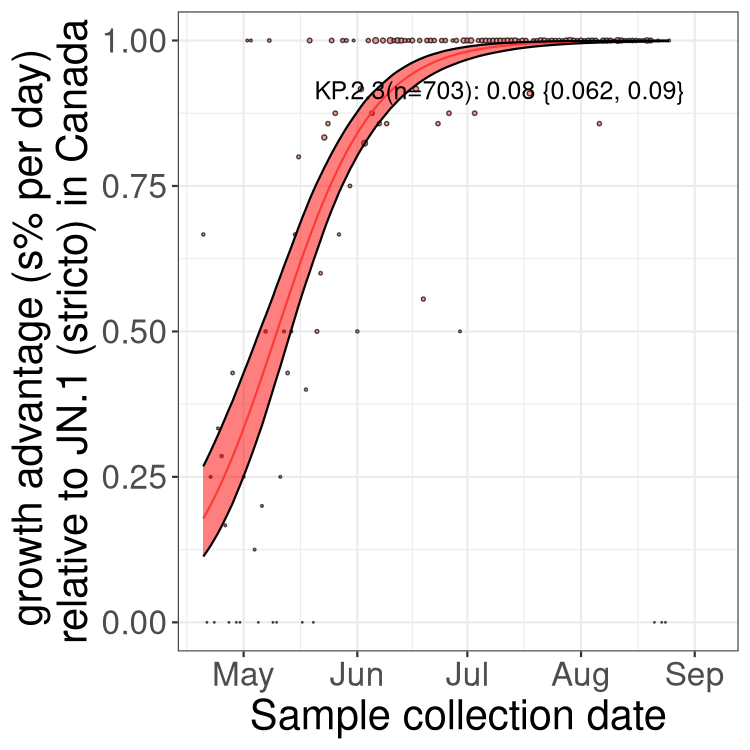 growth advantage (s% per day)
relative to JN.1 (stricto) in Canada
1.00
0.75
0.50
0.25
0.00
KP.2.3(n=703): 0.08 {0.062, 0.09}
May Jun Jul Aug Sep
Sample collection date